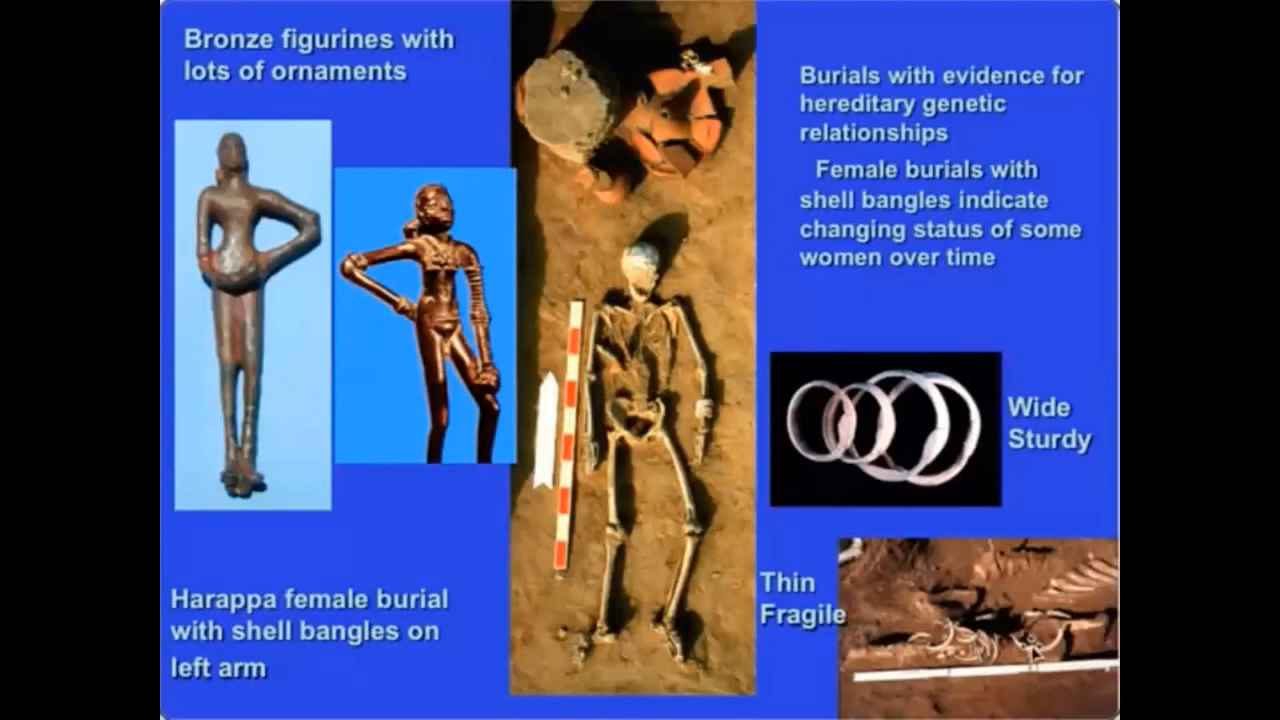 Bronze figurines with
lots of ornaments
Burials with evidence for
hereditary genetic
relationships
Female burials with
shell bangles indicate
changing status of some
women over time
Wide
Sturdy
Thin
Fragile
Harappa female burial
with shell bangles on
left arm